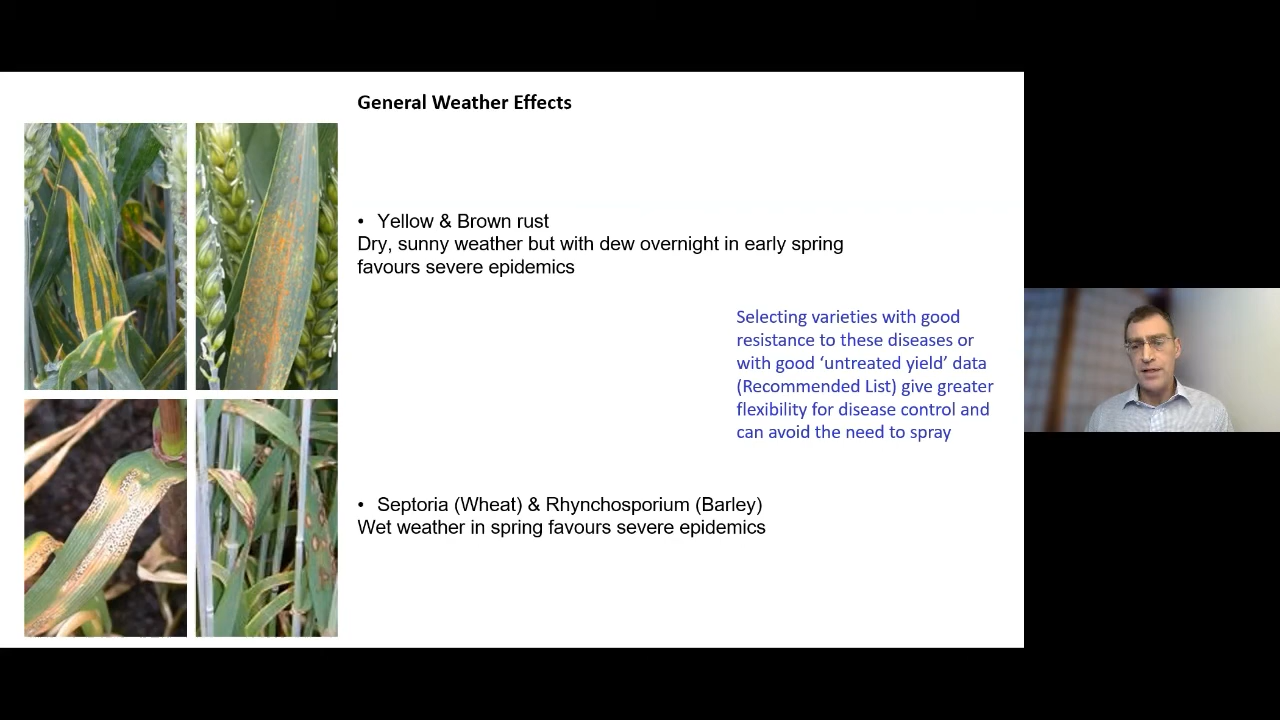 General Weather Effects
• Yellow & Brown rust
Dry, sunny weather but with dew overnight in early spring
favours severe epidemics
Selecting varieties with good
resistance to these diseases or
with good ‘untreated yield’ data
(Recommended List) give greater
flexibility for disease control and
can avoid the need to spray
• Septoria (Wheat) & Rhynchosporium (Barley)
Wet weather in spring favours severe epidemics